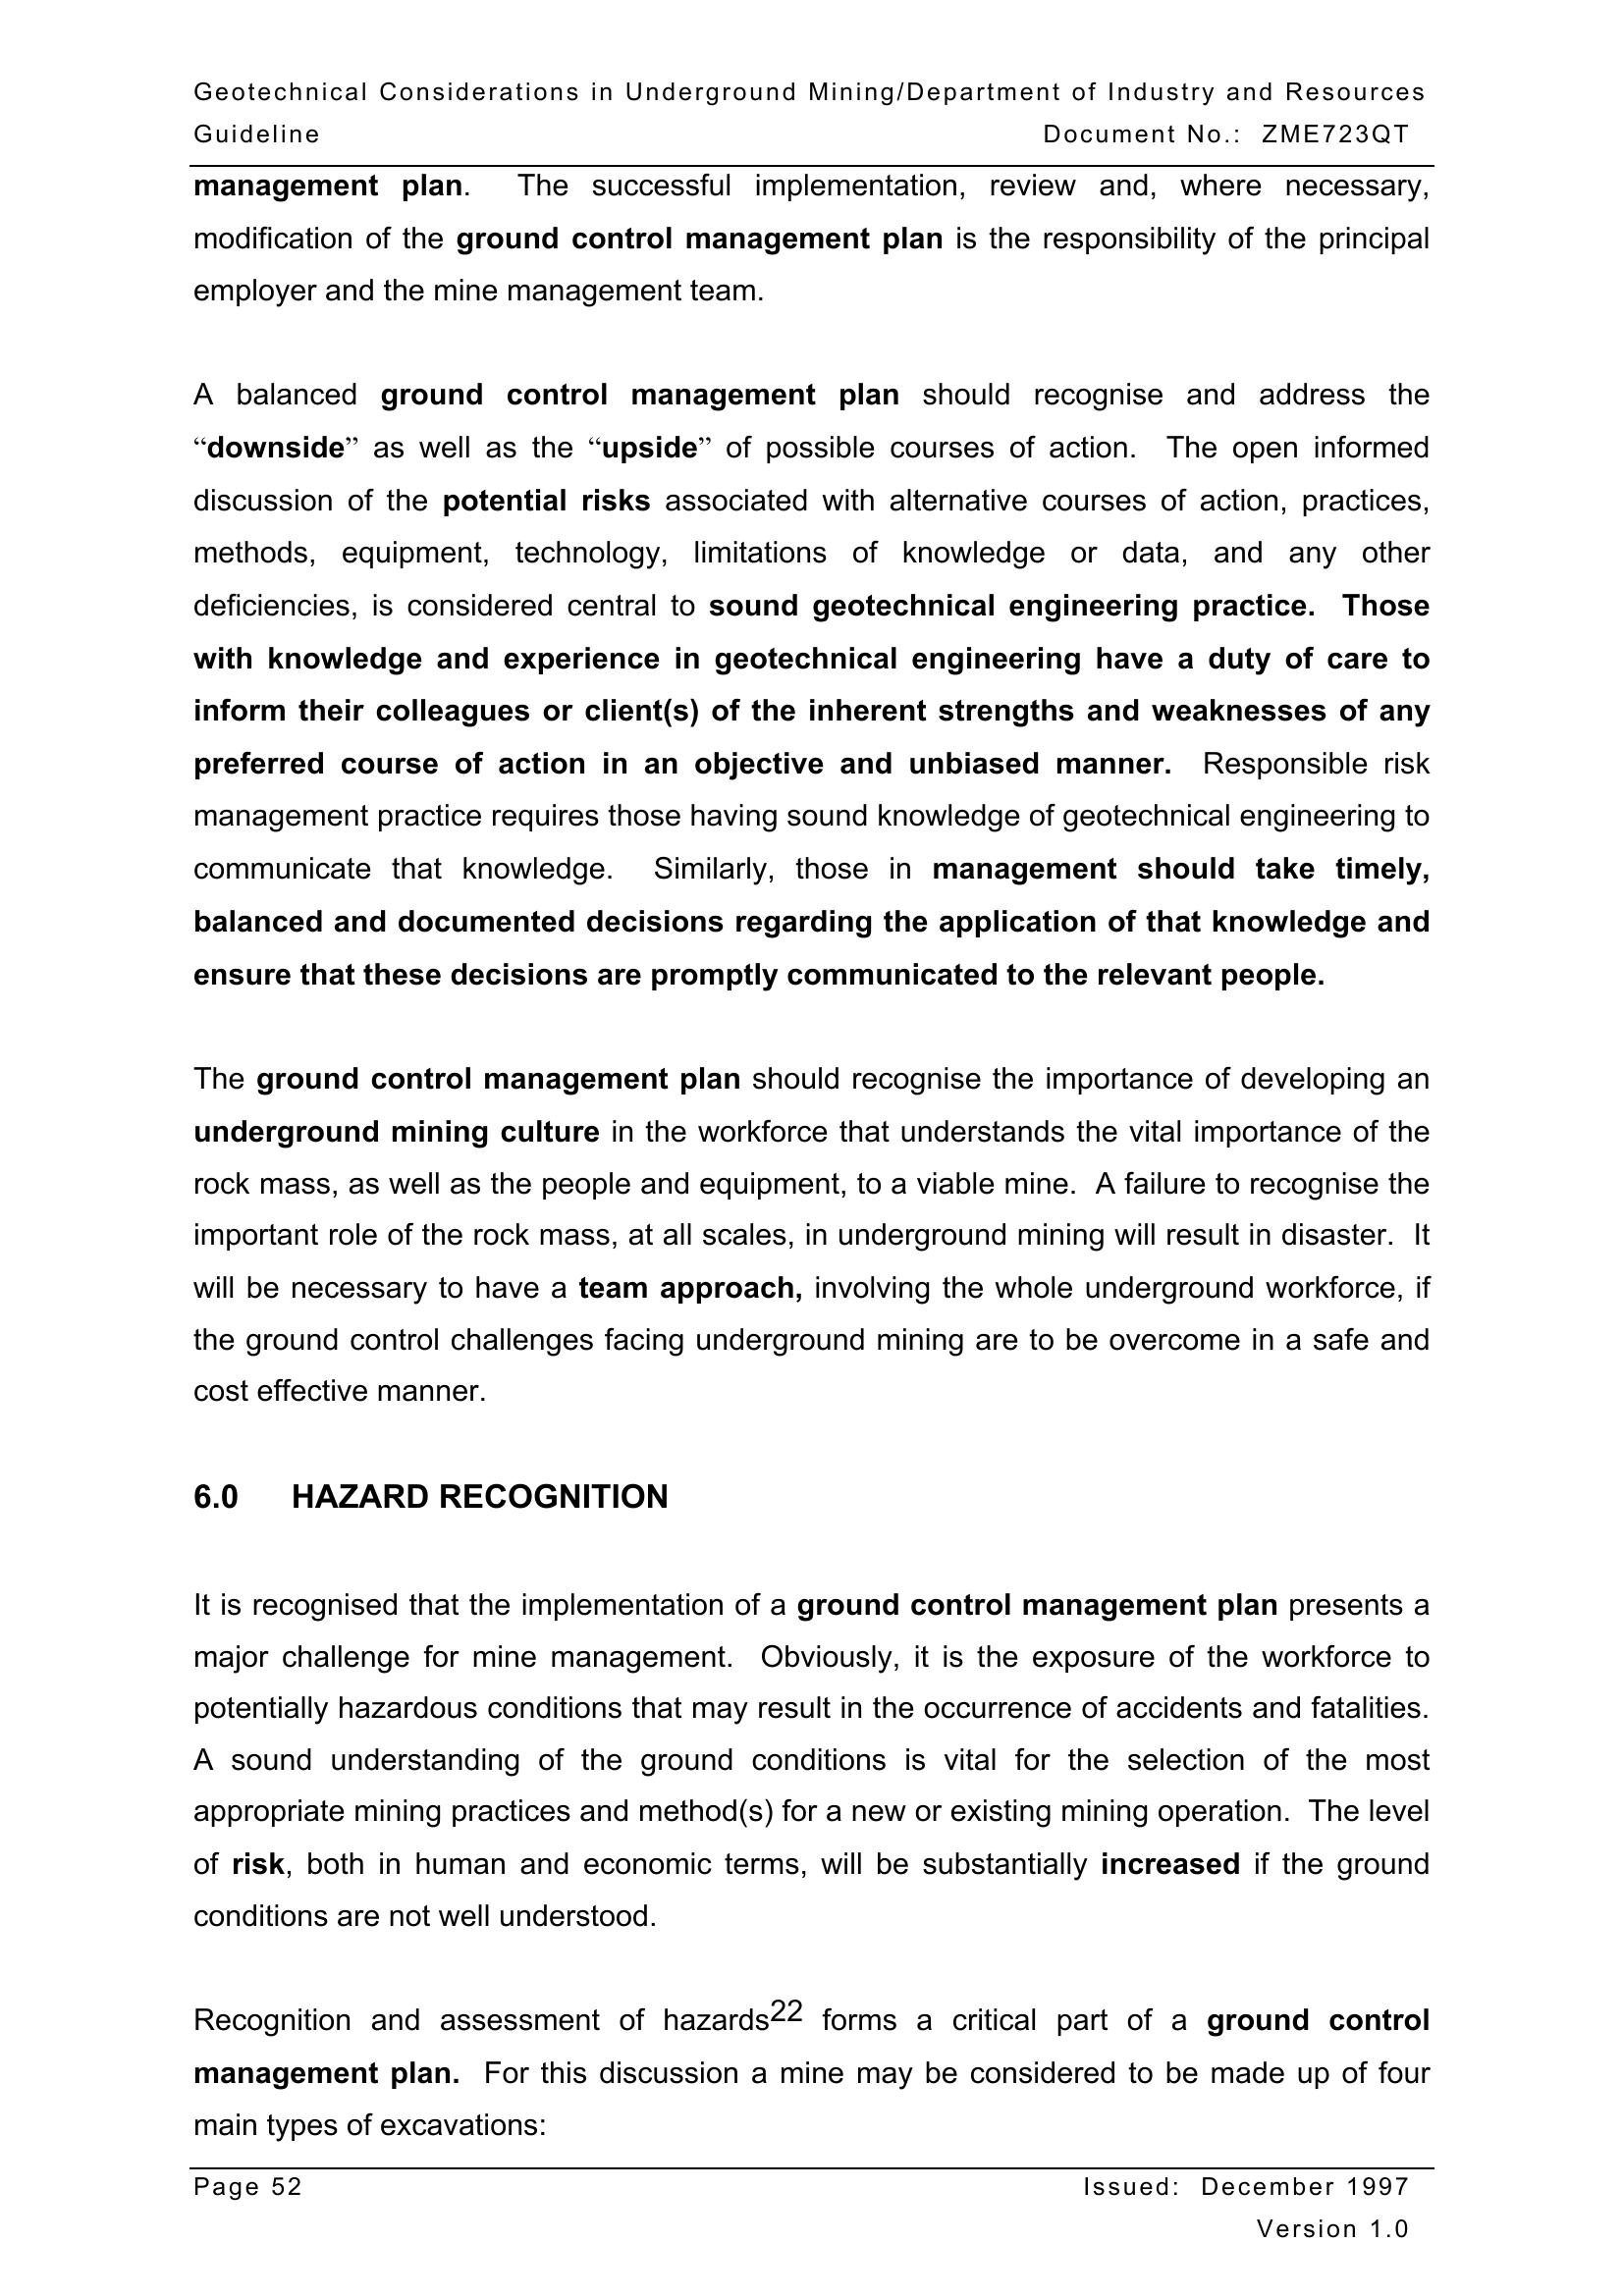 Geotechnical Considerations in Underground Mining/Department of Industry and Resources
Guideline Document No.: ZME723QT
management plan. The successful implementation, review and, where necessary,
modification of the ground control management plan is the responsibility of the principal
employer and the mine management team.
A balanced ground control management plan should recognise and address the
“downside” as well as the “upside” of possible courses of action. The open informed
discussion of the potential risks associated with alternative courses of action, practices,
methods, equipment, technology, limitations of knowledge or data, and any other
deficiencies, is considered central to sound geotechnical engineering practice. Those
with knowledge and experience in geotechnical engineering have a duty of care to
inform their colleagues or client(s) of the inherent strengths and weaknesses of any
preferred course of action in an objective and unbiased manner. Responsible risk
management practice requires those having sound knowledge of geotechnical engineering to
communicate that knowledge. Similarly, those in management should take timely,
balanced and documented decisions regarding the application of that knowledge and
ensure that these decisions are promptly communicated to the relevant people.
The ground control management plan should recognise the importance of developing an
underground mining culture in the workforce that understands the vital importance of the
rock mass, as well as the people and equipment, to a viable mine. A failure to recognise the
important role of the rock mass, at all scales, in underground mining will result in disaster. It
will be necessary to have a team approach, involving the whole underground workforce, if
the ground control challenges facing underground mining are to be overcome in a safe and
cost effective manner.
6.0 HAZARD RECOGNITION
It is recognised that the implementation of a ground control management plan presents a
major challenge for mine management. Obviously, it is the exposure of the workforce to
potentially hazardous conditions that may result in the occurrence of accidents and fatalities.
A sound understanding of the ground conditions is vital for the selection of the most
appropriate mining practices and method(s) for a new or existing mining operation. The level
of risk, both in human and economic terms, will be substantially increased if the ground
conditions are not well understood.
Recognition and assessment of hazards22 forms a critical part of a ground control
management plan. For this discussion a mine may be considered to be made up of four
main types of excavations:
Page 52 Issued: December 1997
Version 1.0